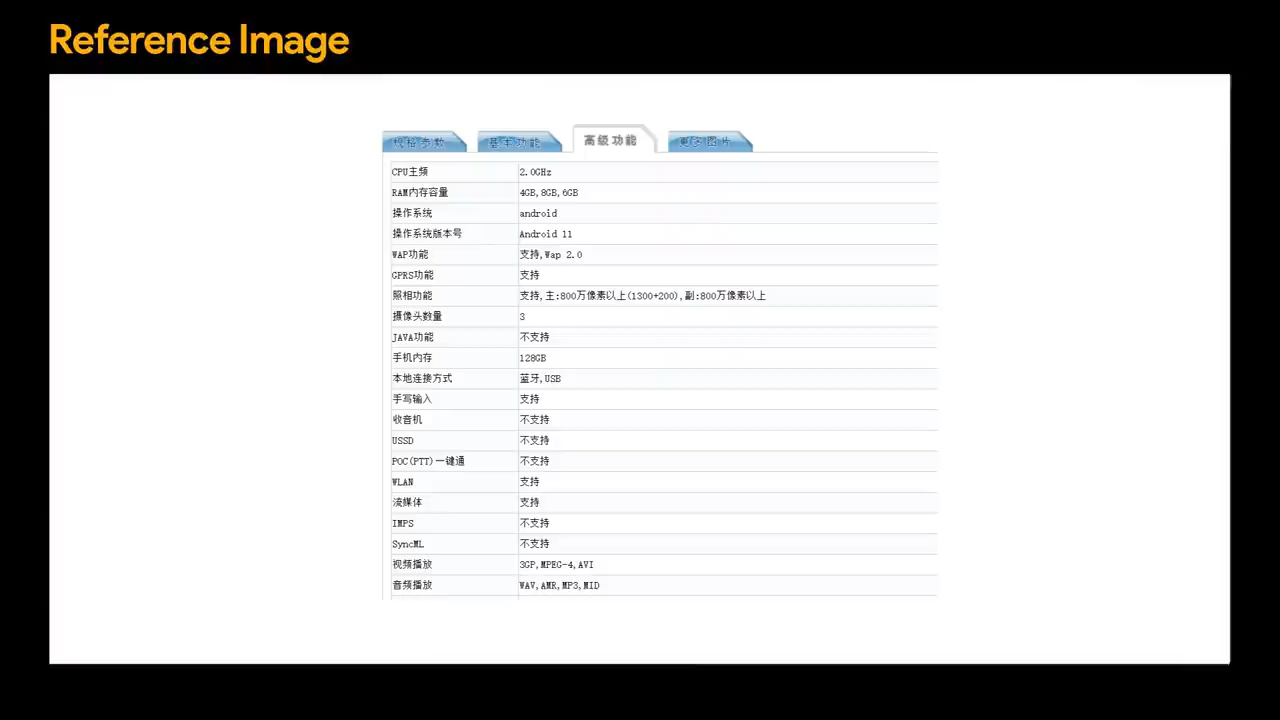 Reference Image
规格参数 基本功能 高级功能 更多图片
CPU主频 2.0GHz
RAM内存容量 4GB,8GB,6GB
操作系统 android
操作系统版本号 Android 11
WAP功能 支持,Wap 2.0
GPRS功能 支持
照相功能 支持,主:800万像素以上(1300+200),副:800万像素以上
摄像头数量 3
JAVA功能 不支持
手机内存 128GB
本地连接方式 蓝牙,USB
手写输入 支持
收音机 不支持
USSD 不支持
POC(PTT)一键通 不支持
WLAN 支持
流媒体 支持
IMPS 不支持
SyncML 不支持
视频播放 3GP,MPEG-4,AVI
音频播放 WAV,AMR,MP3,MID